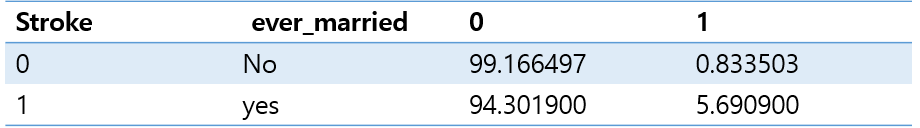 Stroke ever_married 0 1
0 No 99.166497 0.833503
1 yes 94.301900 5.690900